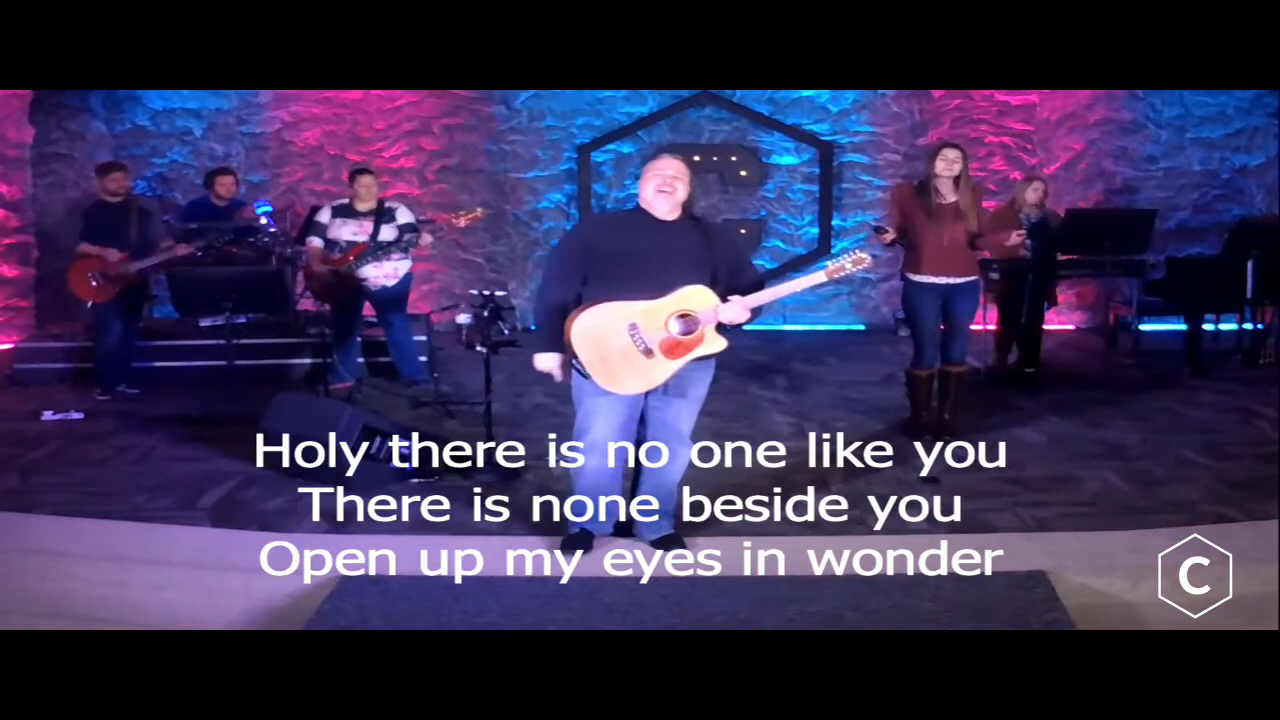 Holy there is no one like you
There is none beside you
Open up my eyes in wonder
C